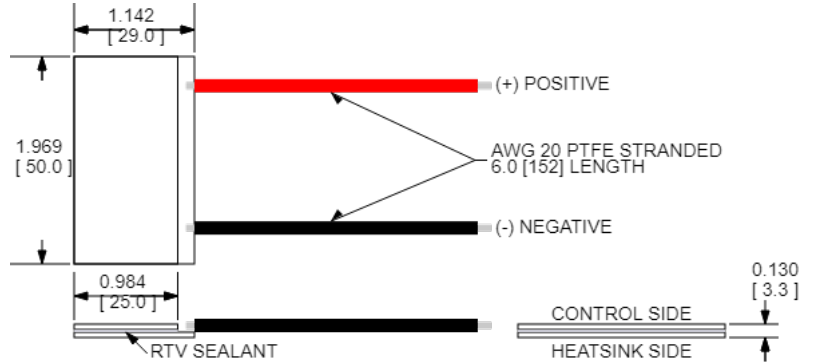 1.142
[ 29.0 ]
(+) POSITIVE
1.969
[ 50.0 ]
AWG 20 PTFE STRANDED
6.0 [152] LENGTH
(-) NEGATIVE
0.984
[ 25.0 ]
0.130
[ 3.3 ]
CONTROL SIDE
RTV SEALANT
HEATSINK SIDE